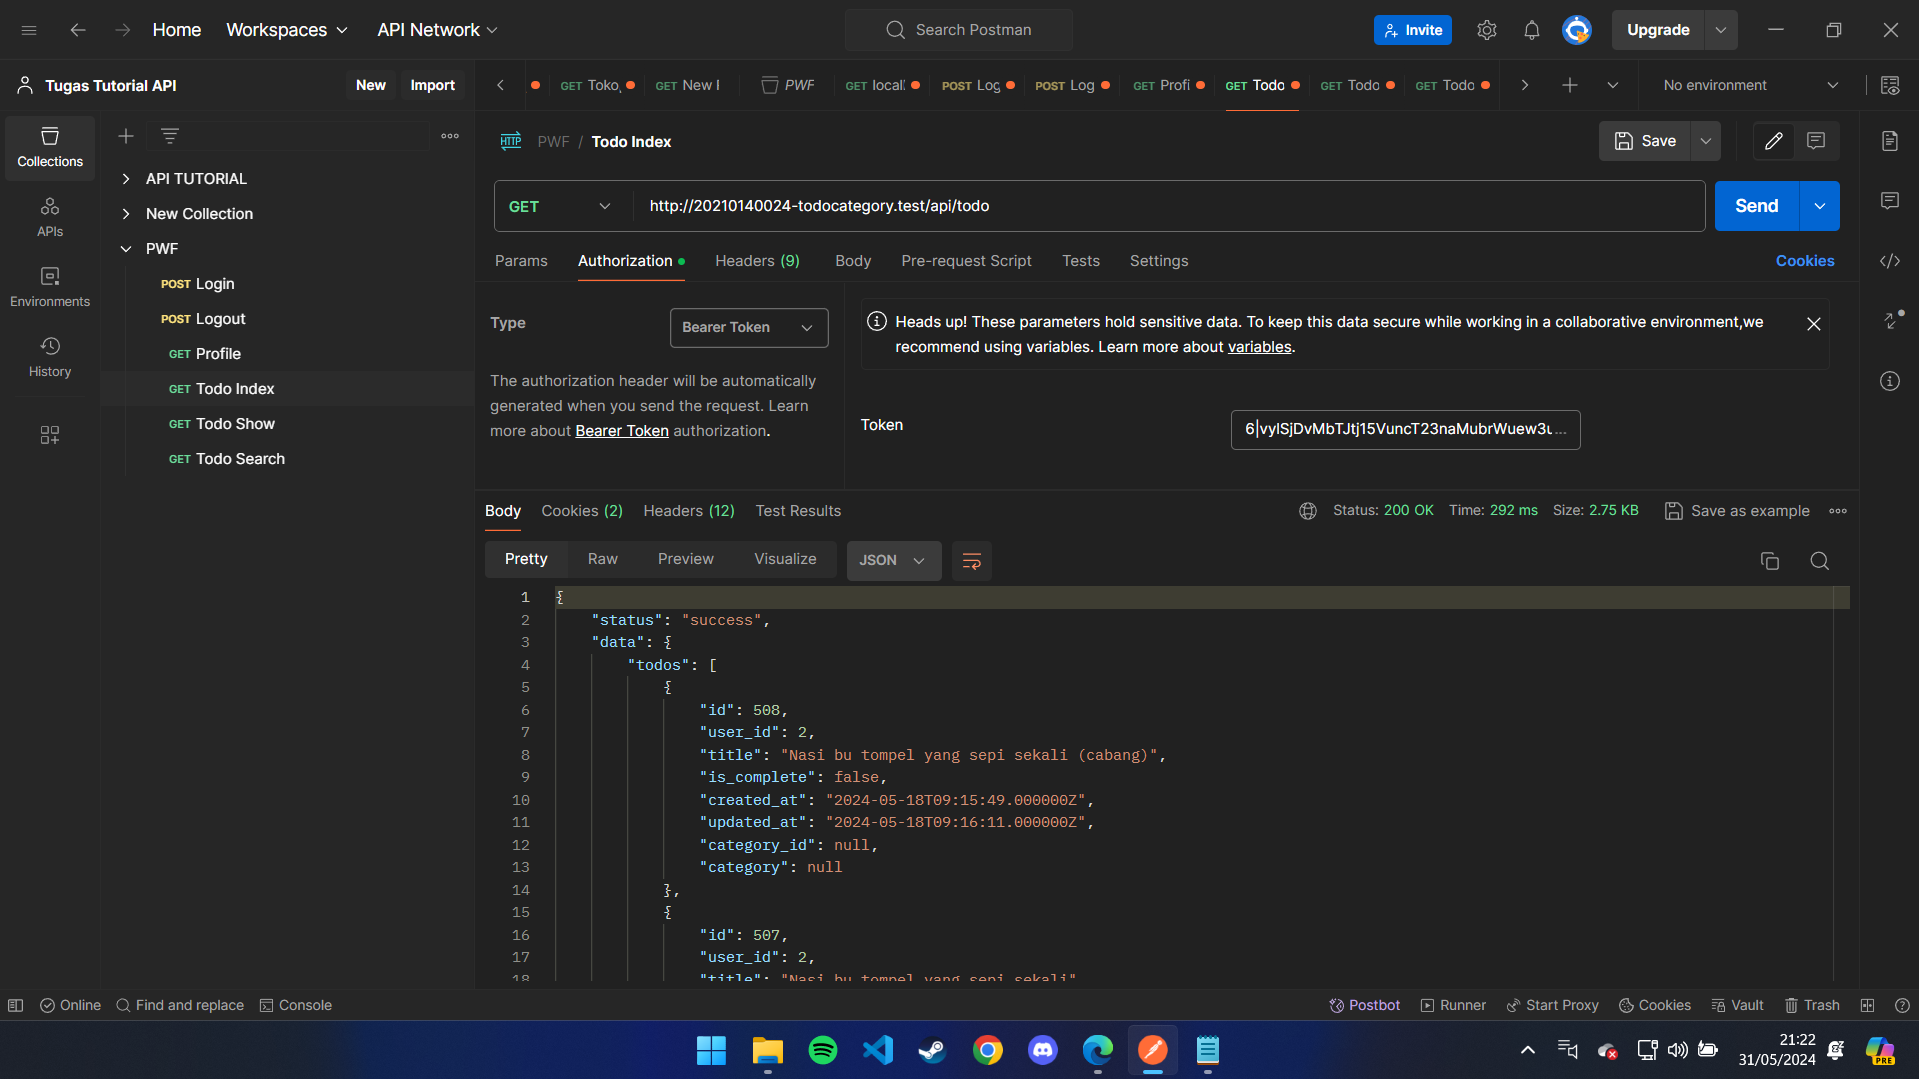 Home
Workspaces
API Network
Search Postman
Invite
Upgrade
Tugas Tutorial API
New
Import
GET Toko
GET New
PWF
GET local
POST Log
POST Log
GET Profi
GET Todo
GET Todo
GET Todo
No environment
Collections
APIs
Environments
History
API TUTORIAL
New Collection
PWF
POST Login
POST Logout
GET Profile
GET Todo Index
GET Todo Show
GET Todo Search
HTTP PWF / Todo Index
Save
GET
http://20210140024-todocategory.test/api/todo
Send
Params
Authorization
Headers (9)
Body
Pre-request Script
Tests
Settings
Cookies
Type
Bearer Token
The authorization header will be automatically
generated when you send the request. Learn
more about Bearer Token authorization.
Heads up! These parameters hold sensitive data. To keep this data secure while working in a collaborative environment,we
recommend using variables. Learn more about variables.
Token
6|vylSjDvMbTJtj15VuncT23naMubrWuew3u...
Body
Cookies (2)
Headers (12)
Test Results
Status: 200 OK
Time: 292 ms
Size: 2.75 KB
Save as example
Pretty
Raw
Preview
Visualize
JSON
1 {
2 "status": "success",
3 "data": {
4 "todos": [
5 {
6 "id": 508,
7 "user_id": 2,
8 "title": "Nasi bu tompel yang sepi sekali (cabang)",
9 "is_complete": false,
10 "created_at": "2024-05-18T09:15:49.000000Z",
11 "updated_at": "2024-05-18T09:16:11.000000Z",
12 "category_id": null,
13 "category": null
14 },
15 {
16 "id": 507,
17 "user_id": 2,
18 "title": "Nasi bu tompel yang sepi sekali"
Online
Find and replace
Console
Postbot
Runner
Start Proxy
Cookies
Vault
Trash
21:22
31/05/2024
PRE